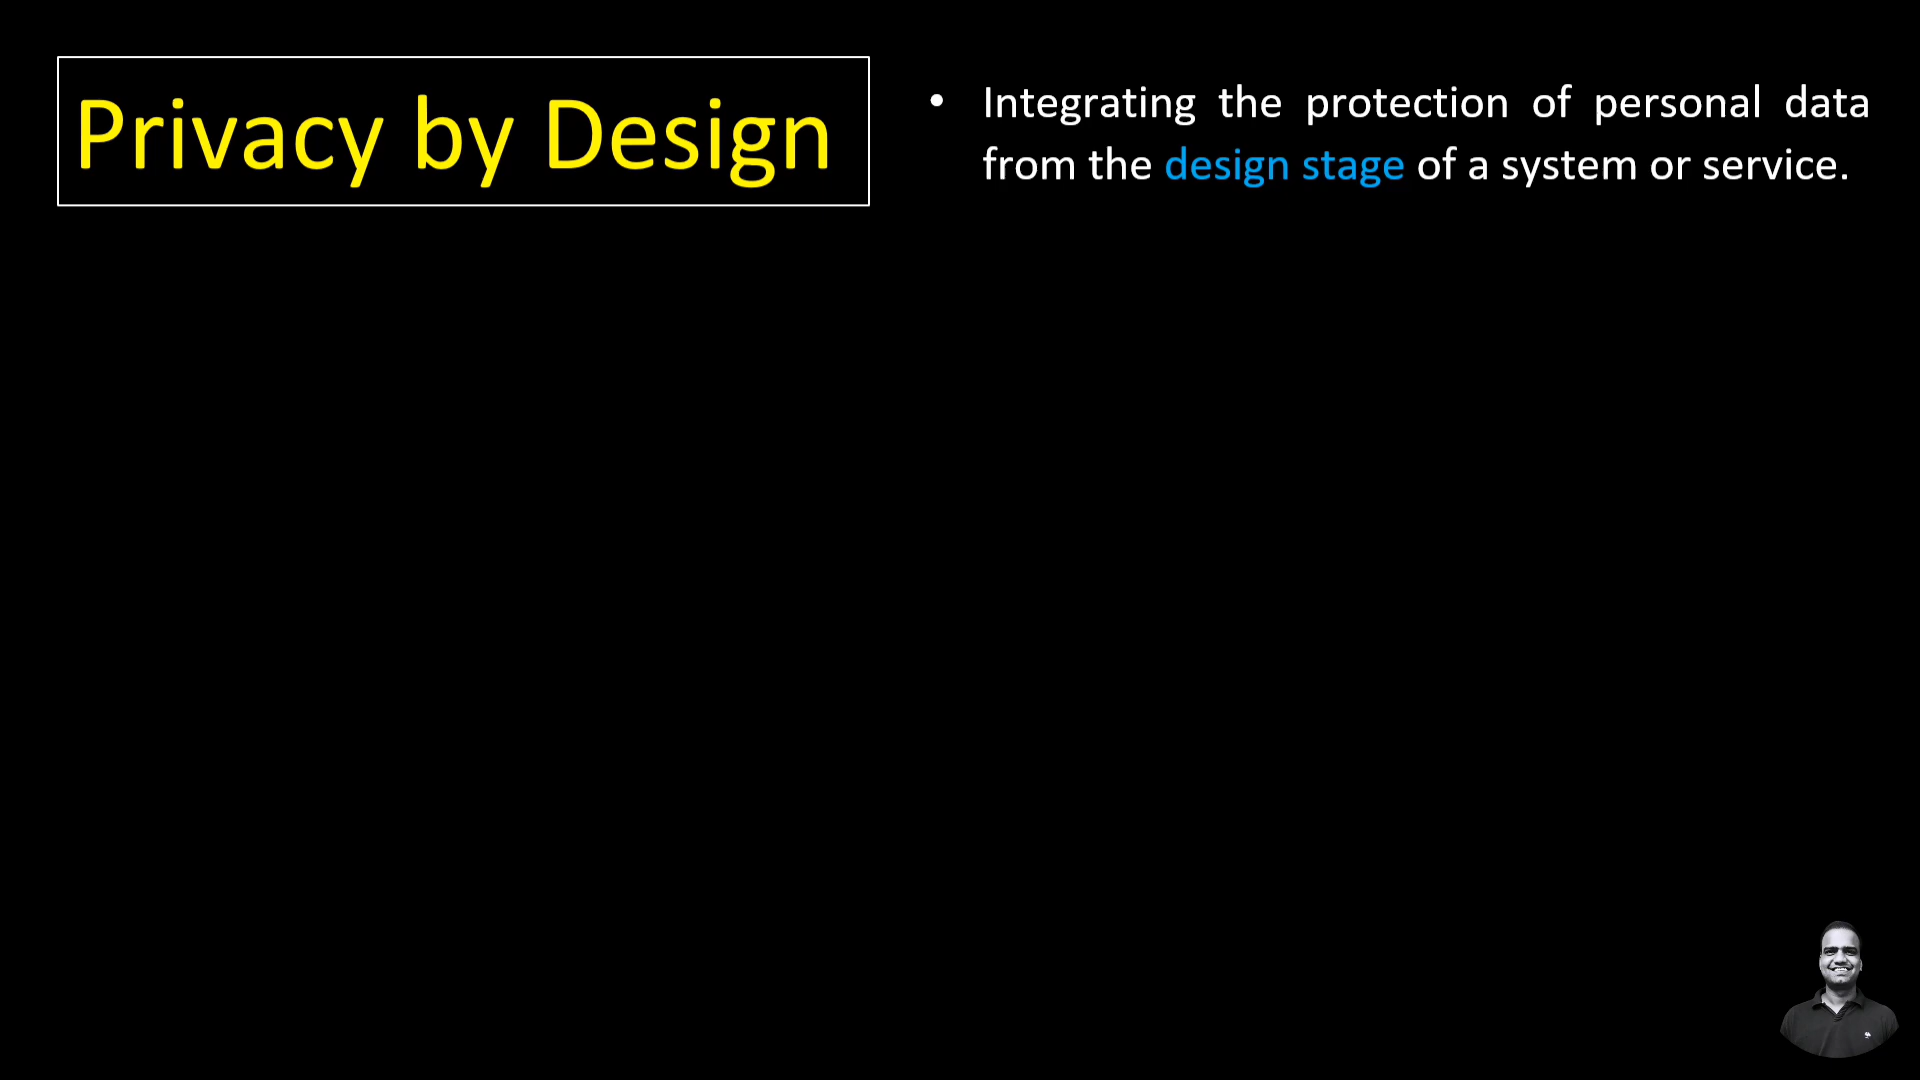 Privacy by Design
• Integrating the protection of personal data
from the design stage of a system or service.